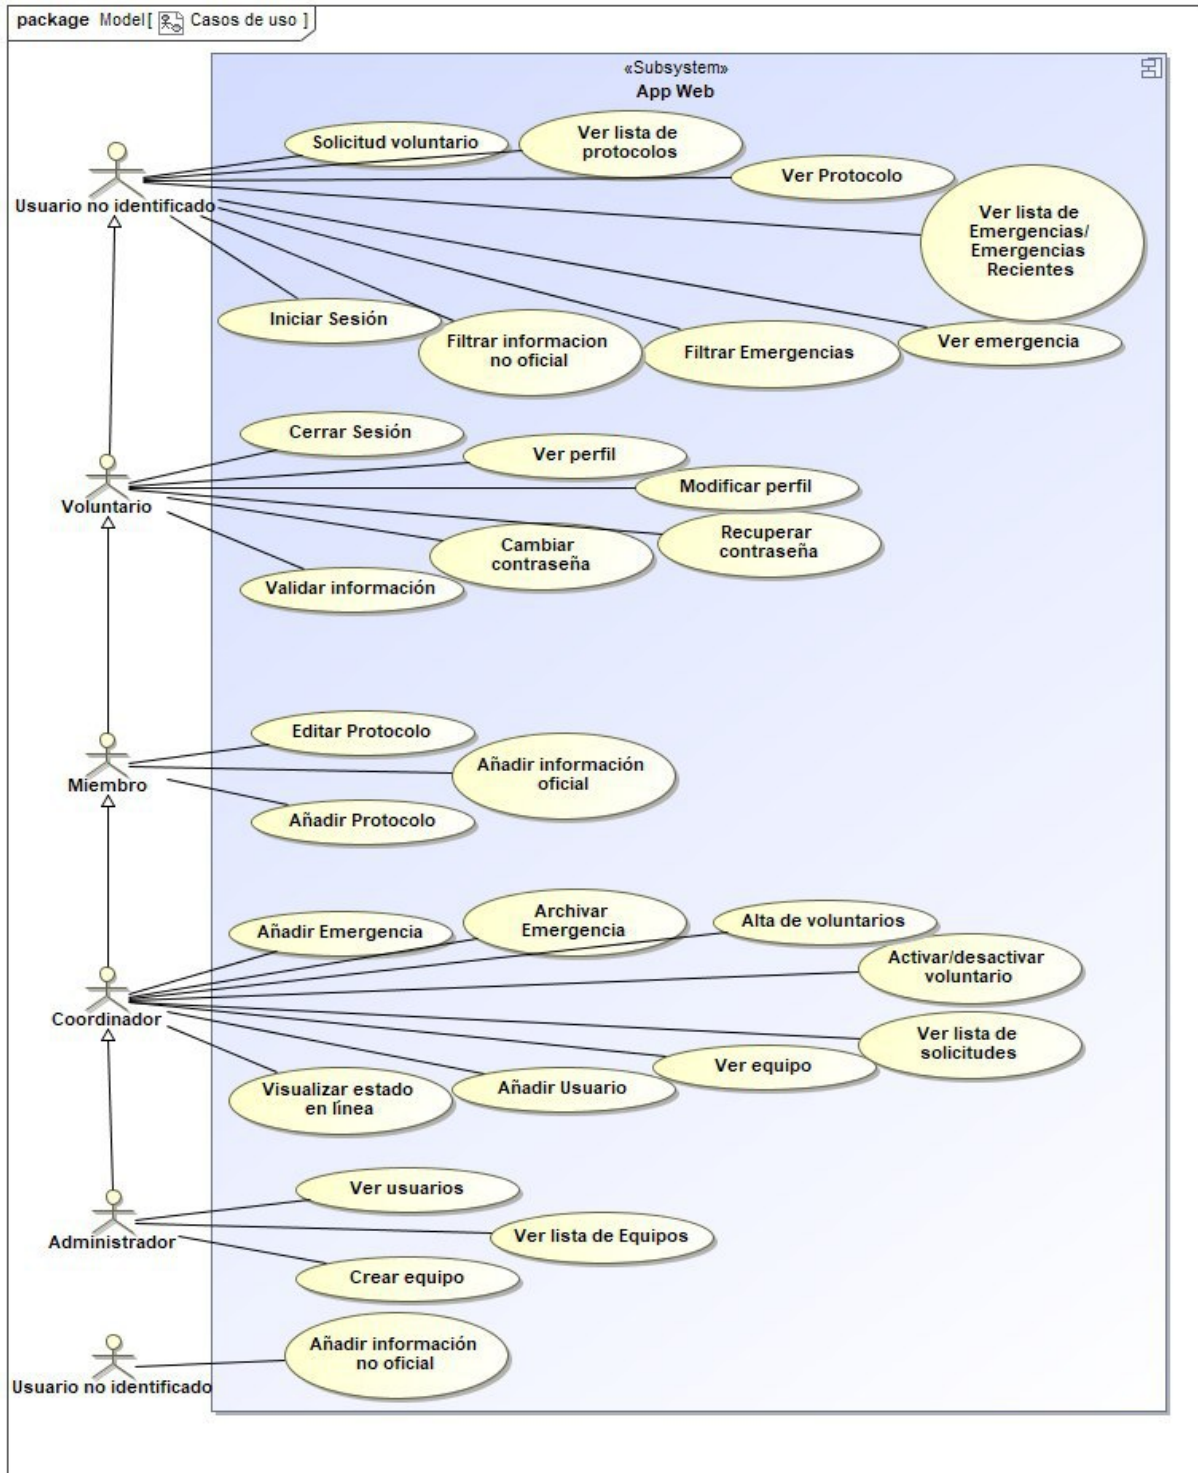 package Model[ Casos de uso ]
«Subsystem»
App Web
Solicitud voluntario
Ver lista de
protocolos
Ver Protocolo
Usuario no identificado
Ver lista de
Emergencias/
Emergencias
Recientes
Iniciar Sesión
Filtrar informacion
no oficial
Filtrar Emergencias
Ver emergencia
Cerrar Sesión
Ver perfil
Modificar perfil
Voluntario
Cambiar
contraseña
Recuperar
contraseña
Validar información
Editar Protocolo
Añadir información
oficial
Miembro
Añadir Protocolo
Añadir Emergencia
Archivar
Emergencia
Alta de voluntarios
Activar/desactivar
voluntario
Coordinador
Ver lista de
solicitudes
Ver equipo
Añadir Usuario
Visualizar estado
en línea
Ver usuarios
Ver lista de Equipos
Administrador
Crear equipo
Añadir información
no oficial
Usuario no identificado